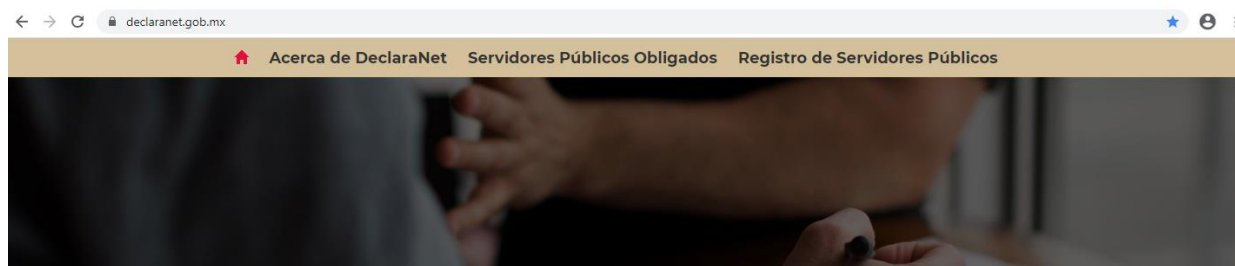 declaranet.gob.mx
Acerca de DeclaraNet Servidores Públicos Obligados Registro de Servidores Públicos